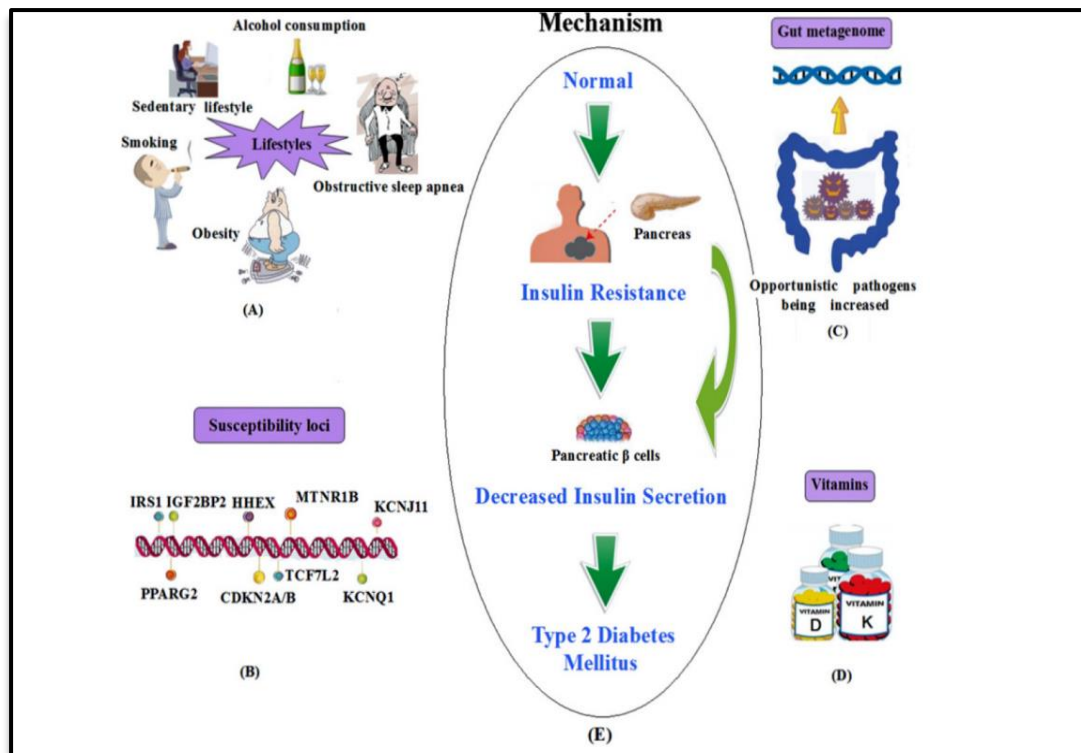 Alcohol consumption
Sedentary lifestyle
Smoking
Lifestyles
Obstructive sleep apnea
Obesity
(A)
Susceptibility loci
IRS1 IGF2BP2 HHEX MTNR1B KCNJ11
PPARG2 CDKN2A/B TCF7L2 KCNQ1
(B)
Mechanism
Normal
Pancreas
Insulin Resistance
Pancreatic β cells
Decreased Insulin Secretion
Type 2 Diabetes
Mellitus
(E)
Gut metagenome
Opportunistic pathogens
being increased
(C)
Vitamins
VITAMIN
D
VITAMIN
K
(D)